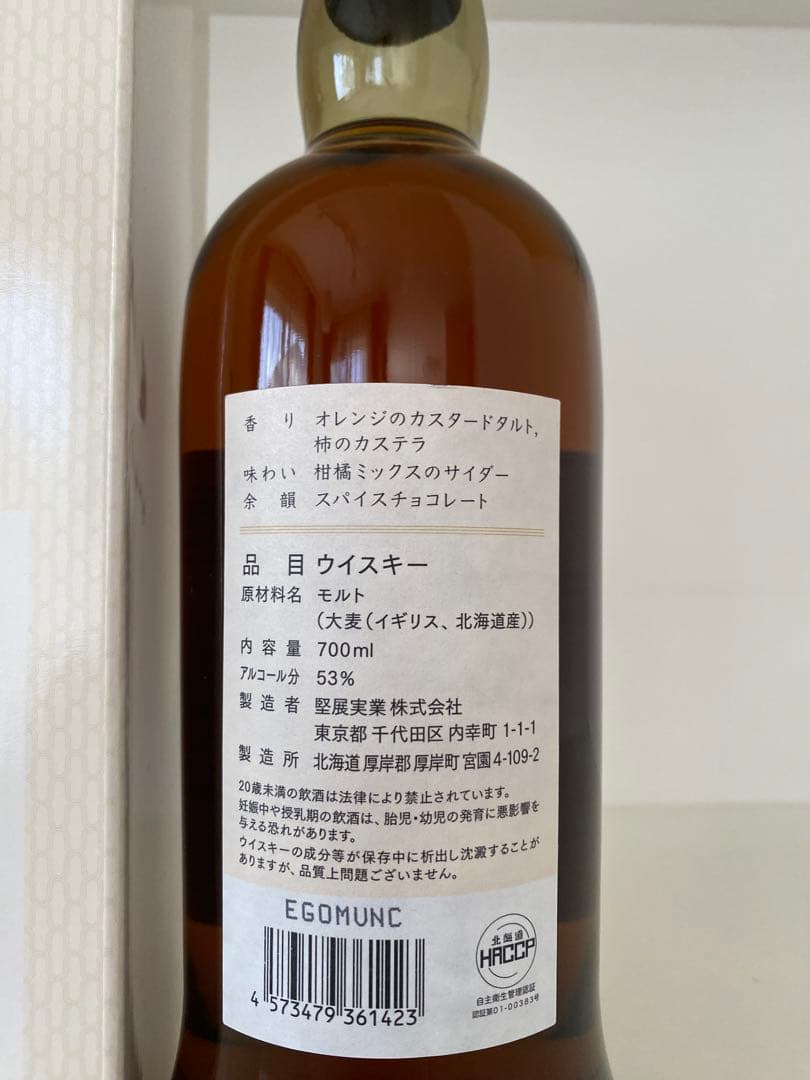 香り オレンジのカスタードタルト,
柿のカステラ
味わい 柑橘ミックスのサイダー
余韻 スパイスチョコレート
品目 ウイスキー
原材料名 モルト
(大麦(イギリス、北海道産))
内容量 700ml
アルコール分 53%
製造者 堅展実業株式会社
東京都千代田区内幸町1-1-1
製造所 北海道厚岸郡厚岸町宮園4-109-2
20歳未満の飲酒は法律により禁止されています。
妊娠中や授乳期の飲酒は、胎児・幼児の発育に悪影響を
与える恐れがあります。
ウイスキーの成分等が保存中に析出し沈澱することが
ありますが、品質上問題ございません。
EGOMUNC
4 573479 361423
北海道
HACCP
自主衛生管理認証
認証第01-00383号